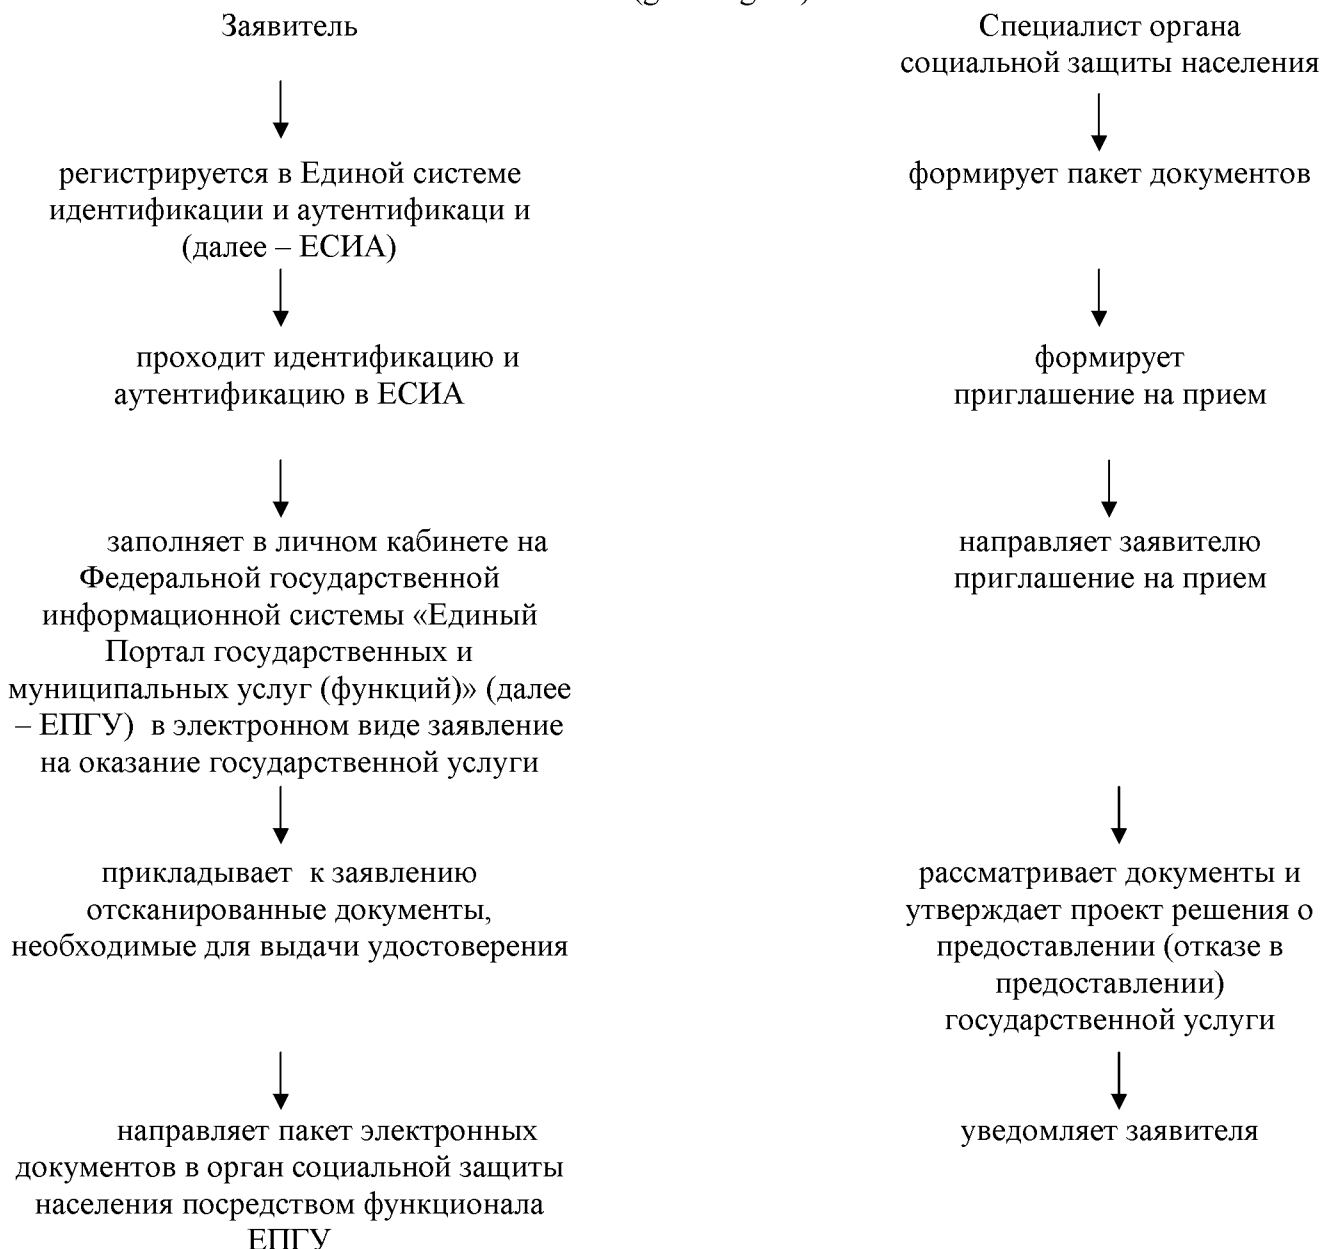 Заявитель
регистрируется в Единой системе
идентификации и аутентификаци и
(далее – ЕСИА)
проходит идентификацию и
аутентификацию в ЕСИА
заполняет в личном кабинете на
Федеральной государственной
информационной системы «Единый
Портал государственных и
муниципальных услуг (функций)» (далее
– ЕПГУ)  в электронном виде заявление
на оказание государственной услуги
прикладывает  к заявлению
отсканированные документы,
необходимые для выдачи удостоверения
направляет пакет электронных
документов в орган социальной защиты
населения посредством функционала
ЕПГУ
Специалист органа
социальной защиты населения
формирует пакет документов
формирует
приглашение на прием
направляет заявителю
приглашение на прием
рассматривает документы и
утверждает проект решения о
предоставлении (отказе в
предоставлении)
государственной услуги
уведомляет заявителя